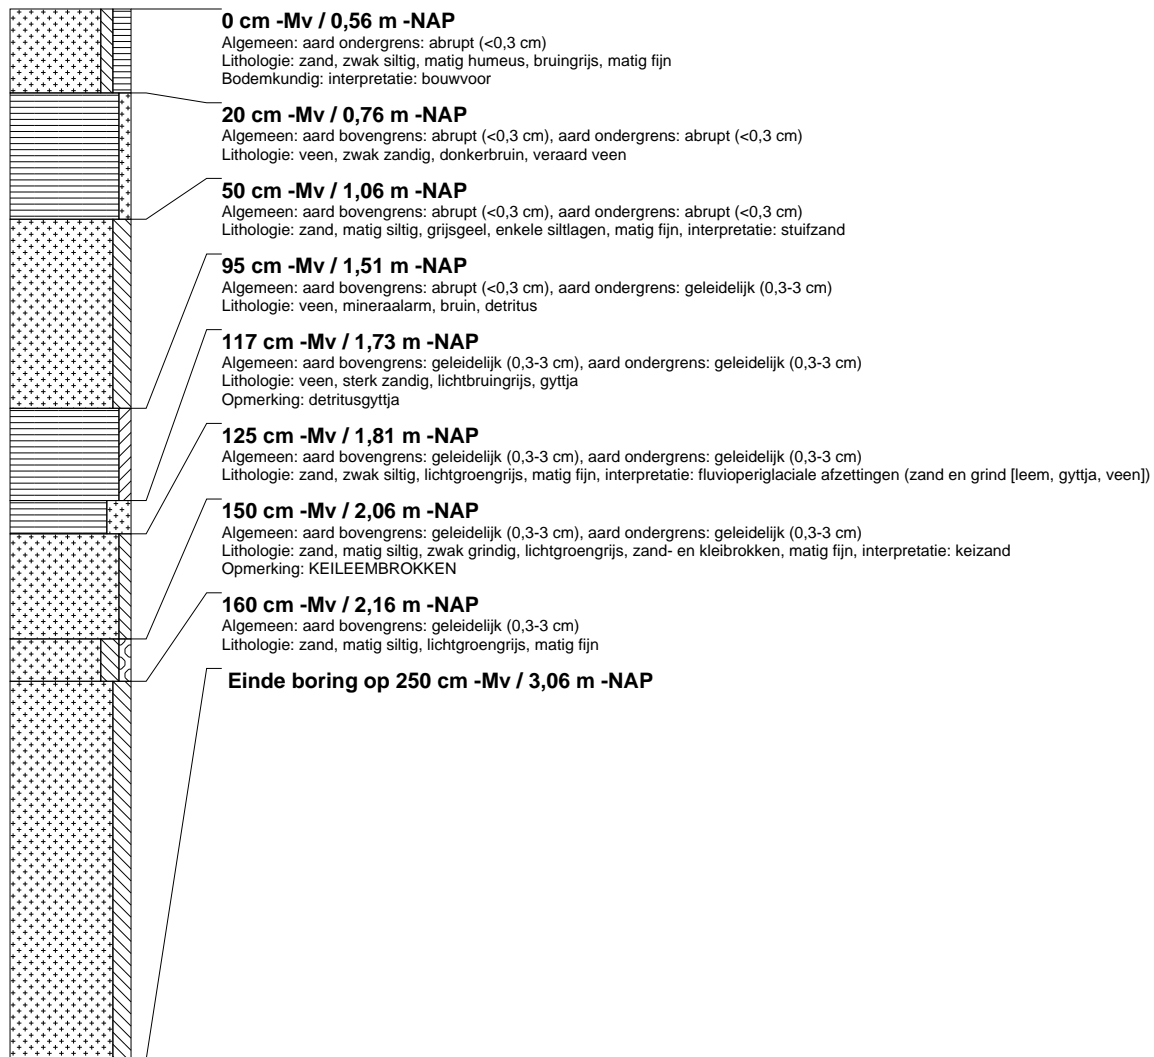 0 cm -Mv / 0,56 m -NAP
Algemeen: aard ondergrens: abrupt (<0,3 cm)
Lithologie: zand, zwak siltig, matig humeus, bruingrijs, matig fijn
Bodemkundig: interpretatie: bouwvoor
20 cm -Mv / 0,76 m -NAP
Algemeen: aard bovengrens: abrupt (<0,3 cm), aard ondergrens: abrupt (<0,3 cm)
Lithologie: veen, zwak zandig, donkerbruin, veraard veen
50 cm -Mv / 1,06 m -NAP
Algemeen: aard bovengrens: abrupt (<0,3 cm), aard ondergrens: abrupt (<0,3 cm)
Lithologie: zand, matig siltig, grijsgeel, enkele siltlagen, matig fijn, interpretatie: stuifzand
95 cm -Mv / 1,51 m -NAP
Algemeen: aard bovengrens: abrupt (<0,3 cm), aard ondergrens: geleidelijk (0,3-3 cm)
Lithologie: veen, mineraalarm, bruin, detritus
117 cm -Mv / 1,73 m -NAP
Algemeen: aard bovengrens: geleidelijk (0,3-3 cm), aard ondergrens: geleidelijk (0,3-3 cm)
Lithologie: veen, sterk zandig, lichtbruingrijs, gyttja
Opmerking: detritusgyttja
125 cm -Mv / 1,81 m -NAP
Algemeen: aard bovengrens: geleidelijk (0,3-3 cm), aard ondergrens: geleidelijk (0,3-3 cm)
Lithologie: zand, zwak siltig, lichtgroengrijs, matig fijn, interpretatie: fluvioperiglaciale afzettingen (zand en grind [leem, gyttja, veen])
150 cm -Mv / 2,06 m -NAP
Algemeen: aard bovengrens: geleidelijk (0,3-3 cm), aard ondergrens: geleidelijk (0,3-3 cm)
Lithologie: zand, matig siltig, zwak grindig, lichtgroengrijs, zand- en kleibrokken, matig fijn, interpretatie: keizand
Opmerking: KEILEEMBROKKEN
160 cm -Mv / 2,16 m -NAP
Algemeen: aard bovengrens: geleidelijk (0,3-3 cm)
Lithologie: zand, matig siltig, lichtgroengrijs, matig fijn
Einde boring op 250 cm -Mv / 3,06 m -NAP